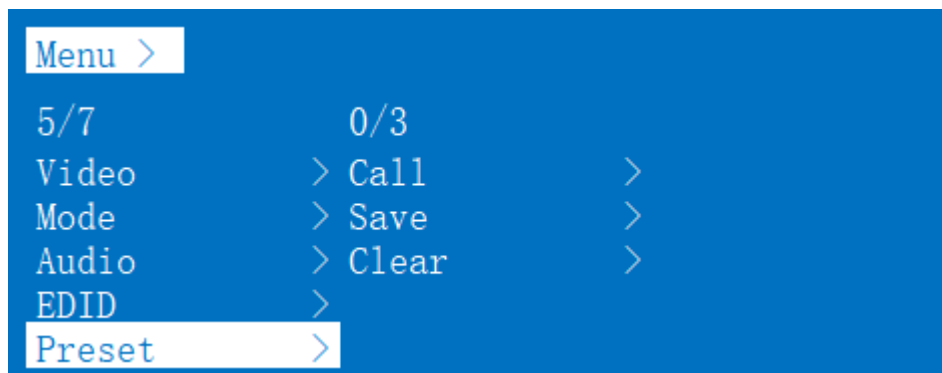 Menu >
5/7 0/3
Video > Call >
Mode > Save >
Audio > Clear >
EDID >
Preset >